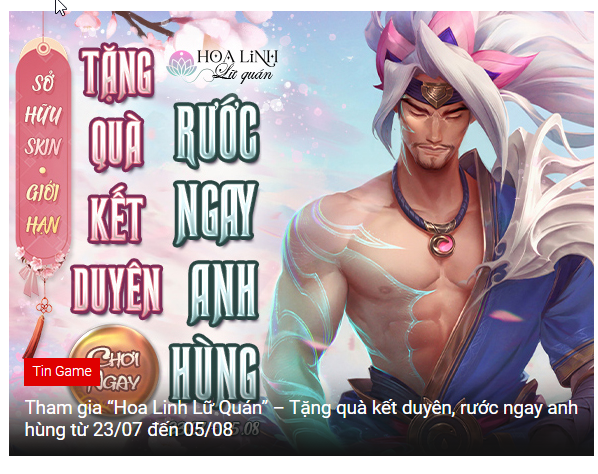 SỞ
HỮU
SKIN
GIỚI
HẠN
TẶNG
QUÀ
KẾT
DUYÊN
HOA LINH
Lữ quán
RƯỚC
NGAY
ANH
HÙNG
CHƠI
NGAY
Tin Game
Tham gia “Hoa Linh Lữ Quán” – Tặng quà kết duyên, rước ngay anh
hùng từ 23/07 đến 05/08